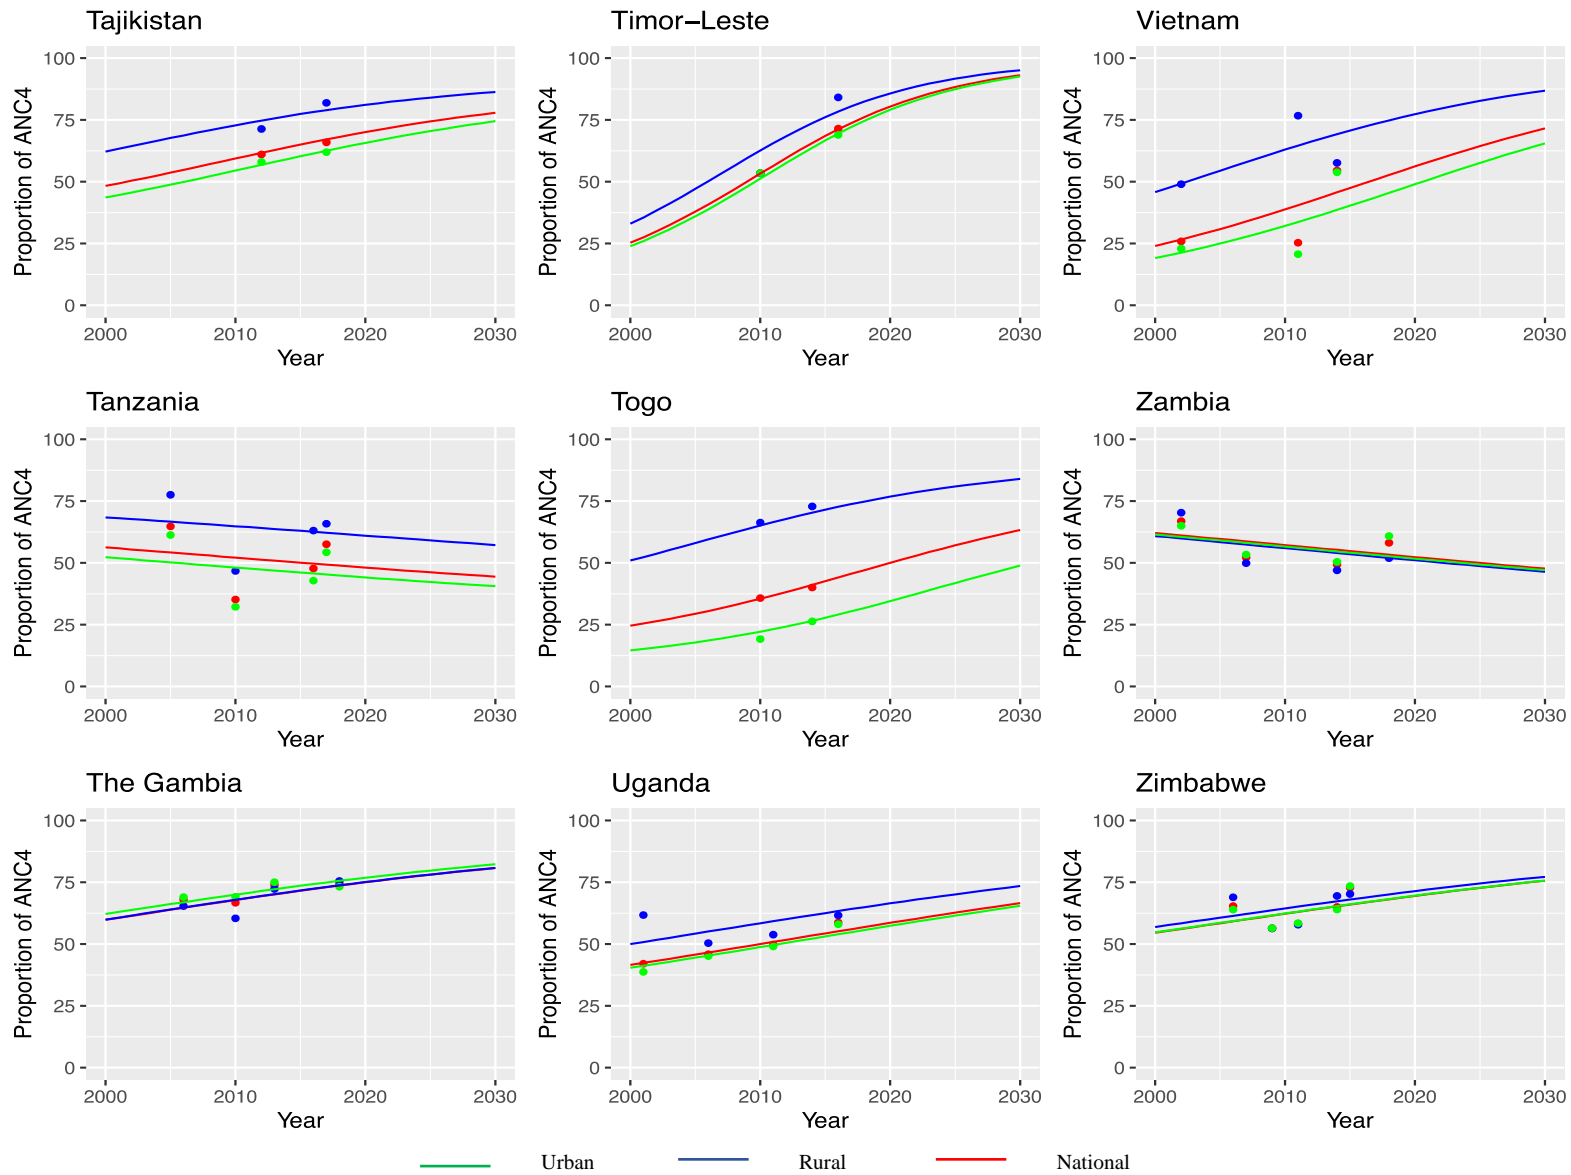 Tajikistan
Proportion of ANC4
100
75
50
25
0
2000 2010 2020 2030
Year
Timor−Leste
Proportion of ANC4
100
75
50
25
0
2000 2010 2020 2030
Year
Vietnam
Proportion of ANC4
100
75
50
25
0
2000 2010 2020 2030
Year
Tanzania
Proportion of ANC4
100
75
50
25
0
2000 2010 2020 2030
Year
Togo
Proportion of ANC4
100
75
50
25
0
2000 2010 2020 2030
Year
Zambia
Proportion of ANC4
100
75
50
25
0
2000 2010 2020 2030
Year
The Gambia
Proportion of ANC4
100
75
50
25
0
2000 2010 2020 2030
Year
Uganda
Proportion of ANC4
100
75
50
25
0
2000 2010 2020 2030
Year
Zimbabwe
Proportion of ANC4
100
75
50
25
0
2000 2010 2020 2030
Year
Urban Rural National